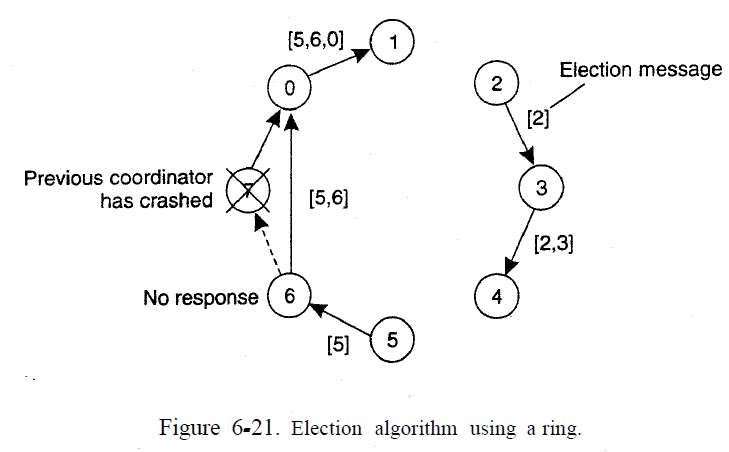 [5,6,0]
1
2
Election message
0
[2]
Previous coordinator
has crashed
7
[5,6]
3
[2,3]
No response
6
4
[5]
5
Figure 6-21. Election algorithm using a ring.